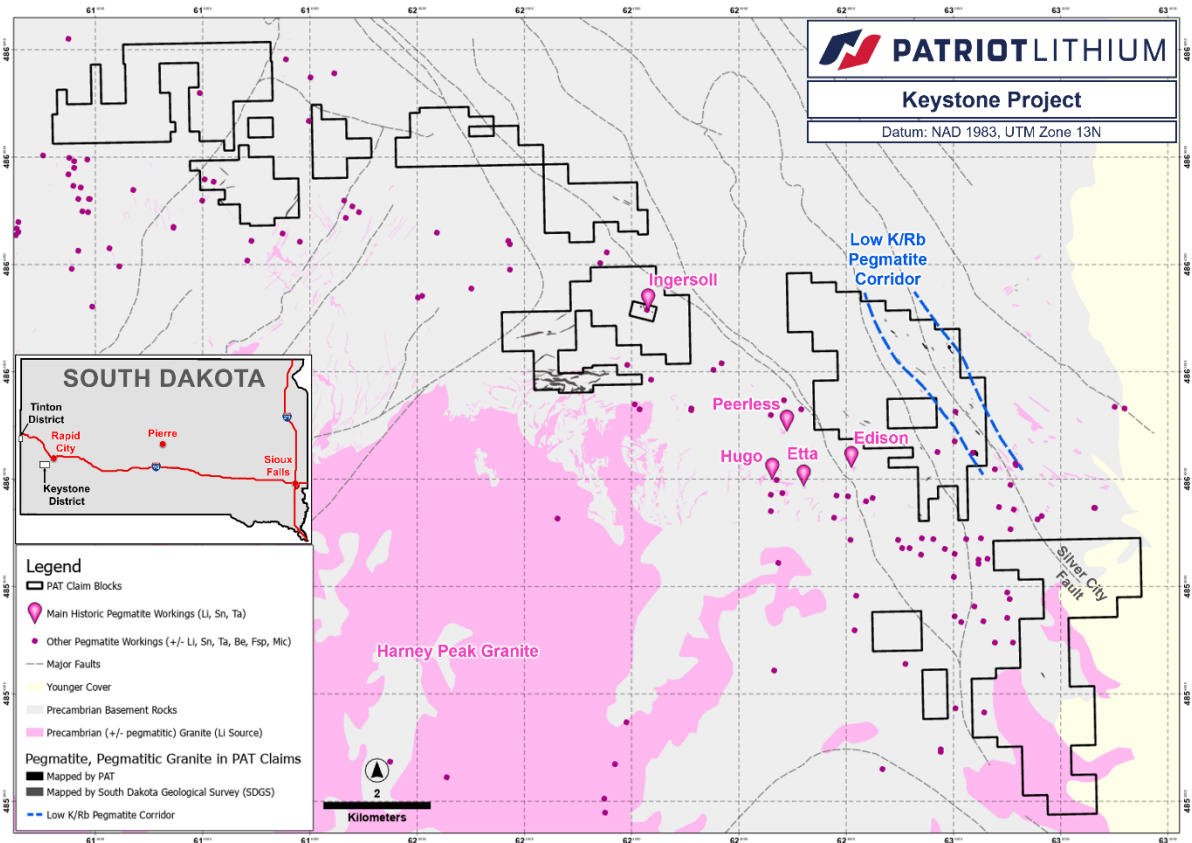 PATRIOTLITHIUM
Keystone Project
Datum: NAD 1983, UTM Zone 13N
Low K/Rb
Pegmatite
Corridor
Ingersoll
Peerless
Edison
Hugo
Etta
Silver City
Fault
Harney Peak Granite
SOUTH DAKOTA
Tinton
District
Rapid
City
Pierre
Sioux
Falls
Keystone
District
Legend
PAT Claim Blocks
Main Historic Pegmatite Workings (Li, Sn, Ta)
Other Pegmatite Workings (+/- Li, Sn, Ta, Be, Fsp, Mic)
Major Faults
Younger Cover
Precambrian Basement Rocks
Precambrian (+/- pegmatitic) Granite (Li Source)
Pegmatite, Pegmatitic Granite in PAT Claims
Mapped by PAT
Mapped by South Dakota Geological Survey (SDGS)
Low K/Rb Pegmatite Corridor
2
Kilometers